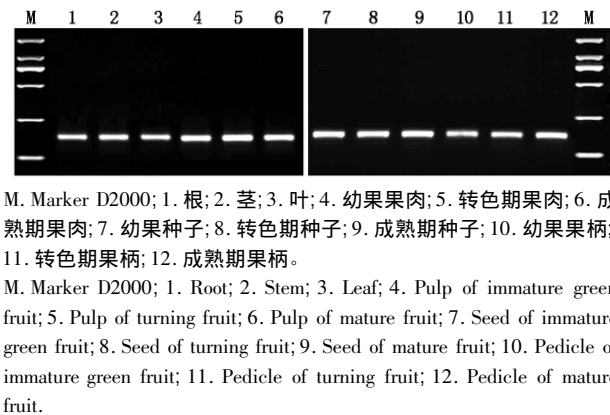 M 1 2 3 4 5 6 7 8 9 10 11 12 M
M. Marker D2000; 1. 根; 2. 茎; 3. 叶; 4. 幼果果肉; 5. 转色期果肉; 6. 成
熟期果肉; 7. 幼果种子; 8. 转色期种子; 9. 成熟期种子; 10. 幼果果柄;
11. 转色期果柄; 12. 成熟期果柄。
M. Marker D2000; 1. Root; 2. Stem; 3. Leaf; 4. Pulp of immature green
fruit; 5. Pulp of turning fruit; 6. Pulp of mature fruit; 7. Seed of immature
green fruit; 8. Seed of turning fruit; 9. Seed of mature fruit; 10. Pedicle of
immature green fruit; 11. Pedicle of turning fruit; 12. Pedicle of mature
fruit.